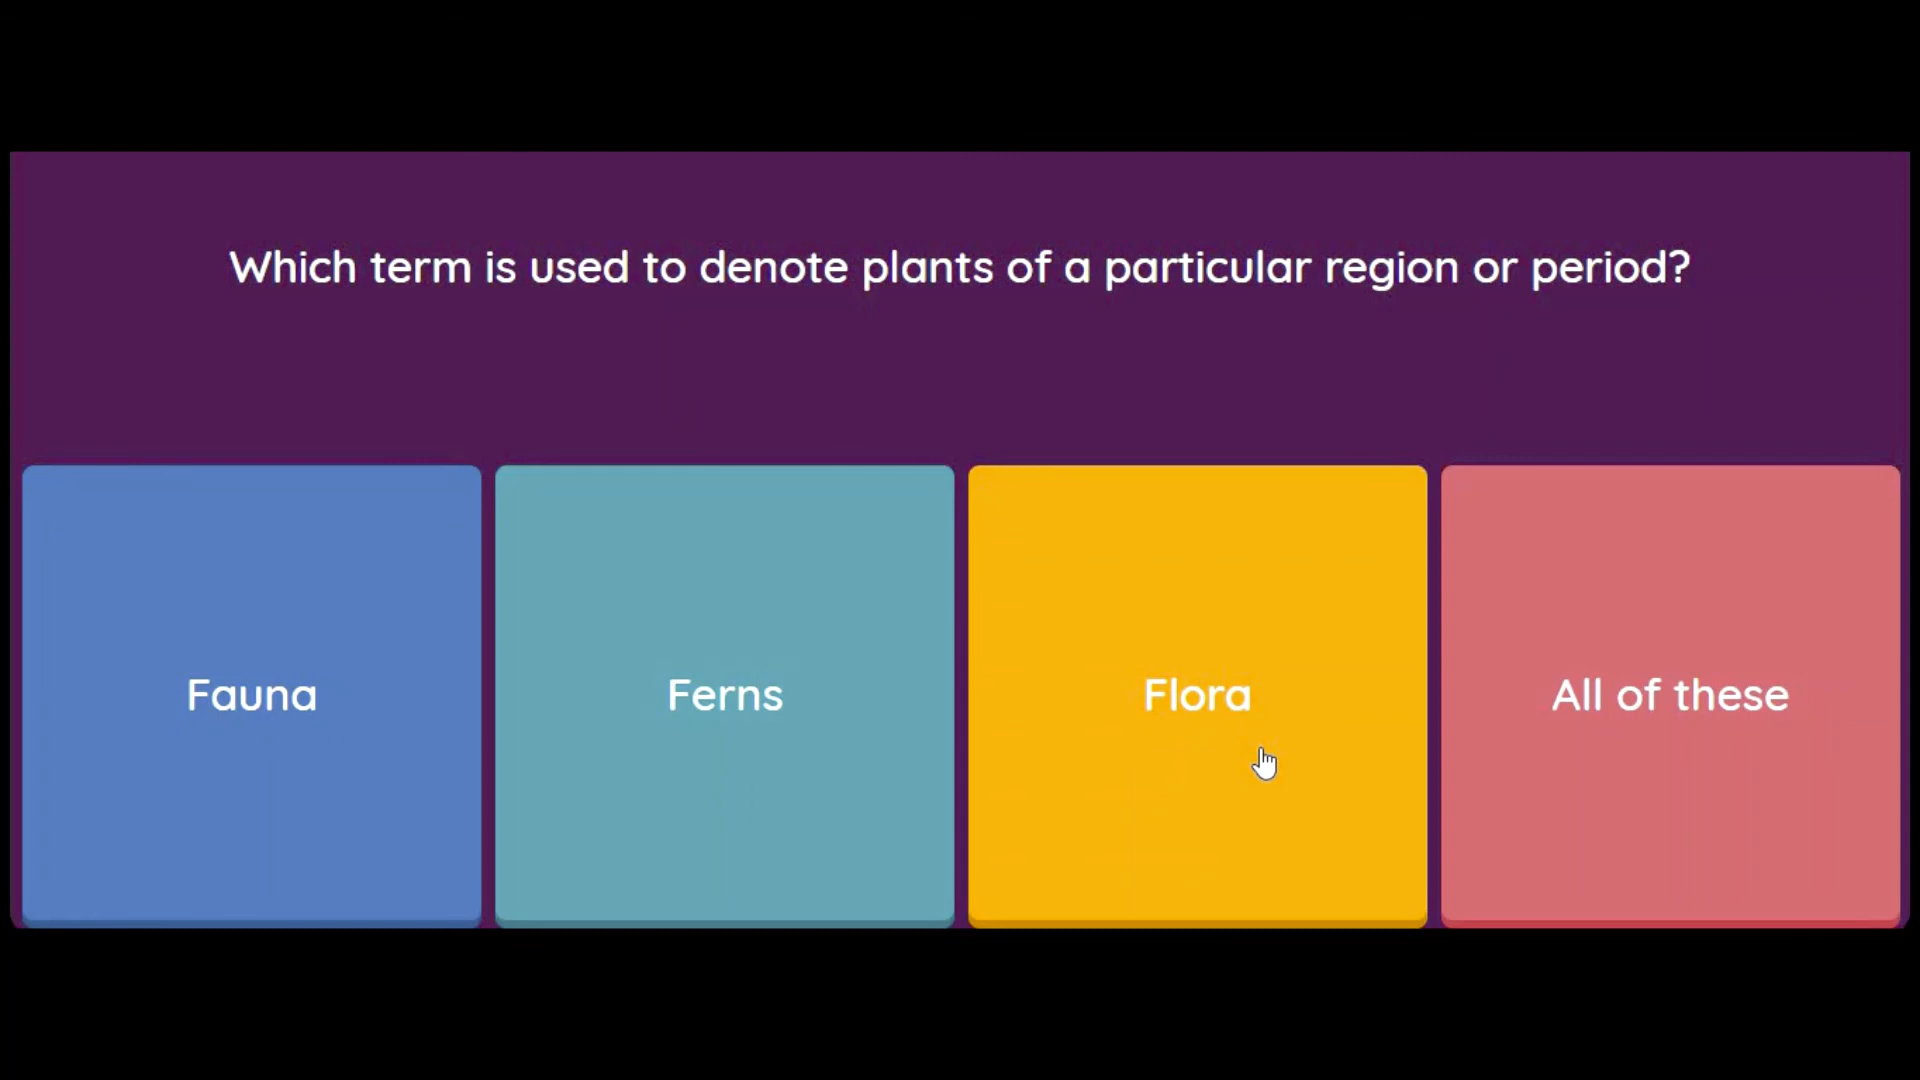 Which term is used to denote plants of a particular region or period?
Fauna
Ferns
Flora
All of these